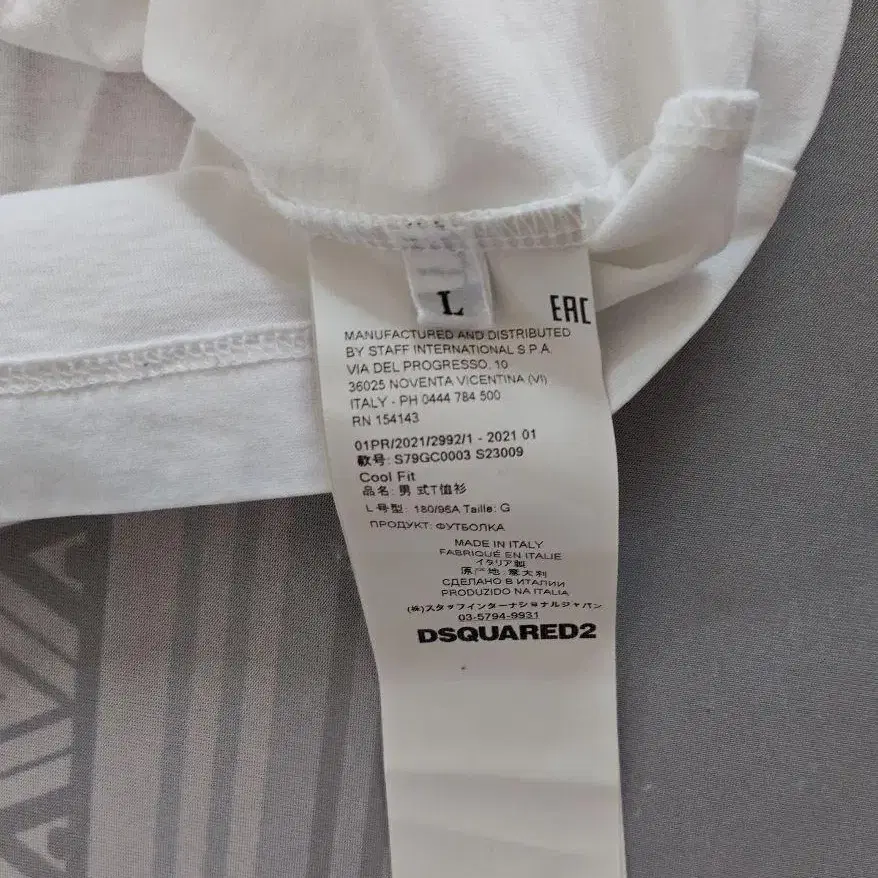 L
EAC
MANUFACTURED AND DISTRIBUTED
BY STAFF INTERNATIONAL S.P.A.
VIA DEL PROGRESSO, 10
36025 NOVENTA VICENTINA (VI)
ITALY - PH 0444 784 500
RN 154143
01PR/2021/2992/1 - 2021 01
款号: S79GC0003 S23009
Cool Fit
品名: 男 式T恤衫
L 号型: 180/96A Taille: G
ПРОДУКТ: ФУТБОЛКА
MADE IN ITALY
FABRIQUÉ EN ITALIE
イタリア製
原产地 意大利
СДЕЛАНО В ИТАЛИИ
PRODUZIDO NA ITALIA
(株)スタッフインターナショナルジャパン
03-5794-9931
DSQUARED2